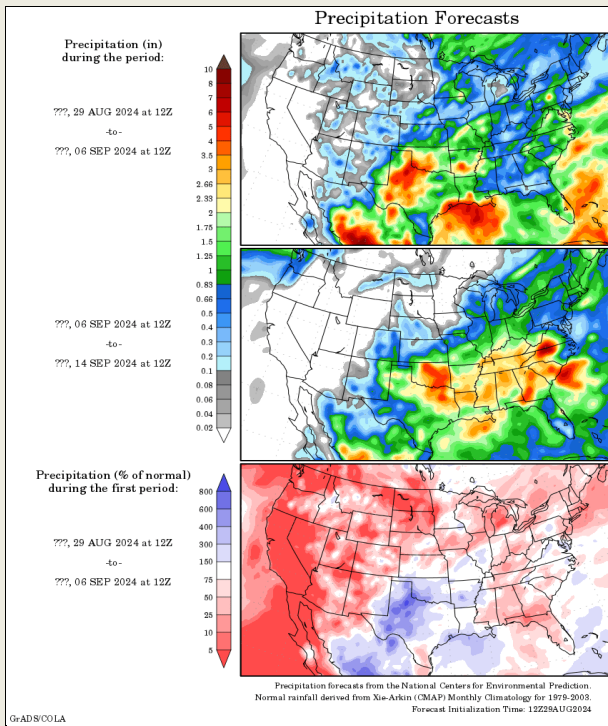 Precipitation Forecasts
Precipitation (in)
during the period:
???, 29 AUG 2024 at 12Z
-to-
???, 06 SEP 2024 at 12Z
10
8
7
6
5
4
3.5
3
2.66
2.33
2
1.75
1.5
1.25
1
0.83
0.66
0.5
0.4
0.3
0.2
0.1
0.08
0.06
0.04
0.02
???, 06 SEP 2024 at 12Z
-to-
???, 14 SEP 2024 at 12Z
Precipitation (% of normal)
during the first period:
???, 29 AUG 2024 at 12Z
-to-
???, 06 SEP 2024 at 12Z
800
600
400
300
150
75
50
25
10
5
Precipitation forecasts from the National Centers for Environmental Prediction.
Normal rainfall derived from Xie-Arkin (CMAP) Monthly Climatology for 1979-2003.
Forecast Initialization Time: 12Z29AUG2024
GrADS/COLA